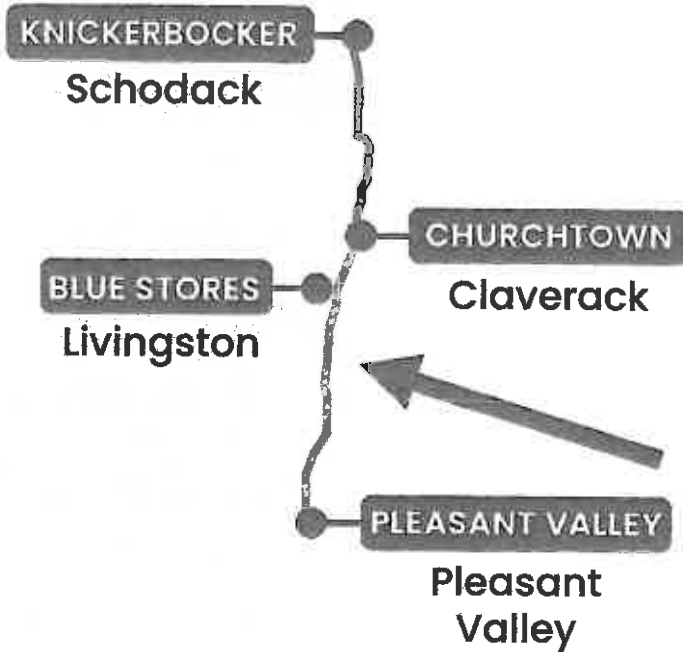 KNICKERBOCKER
Schodack
CHURCHTOWN
Claverack
BLUE STORES
Livingston
PLEASANT VALLEY
Pleasant
Valley